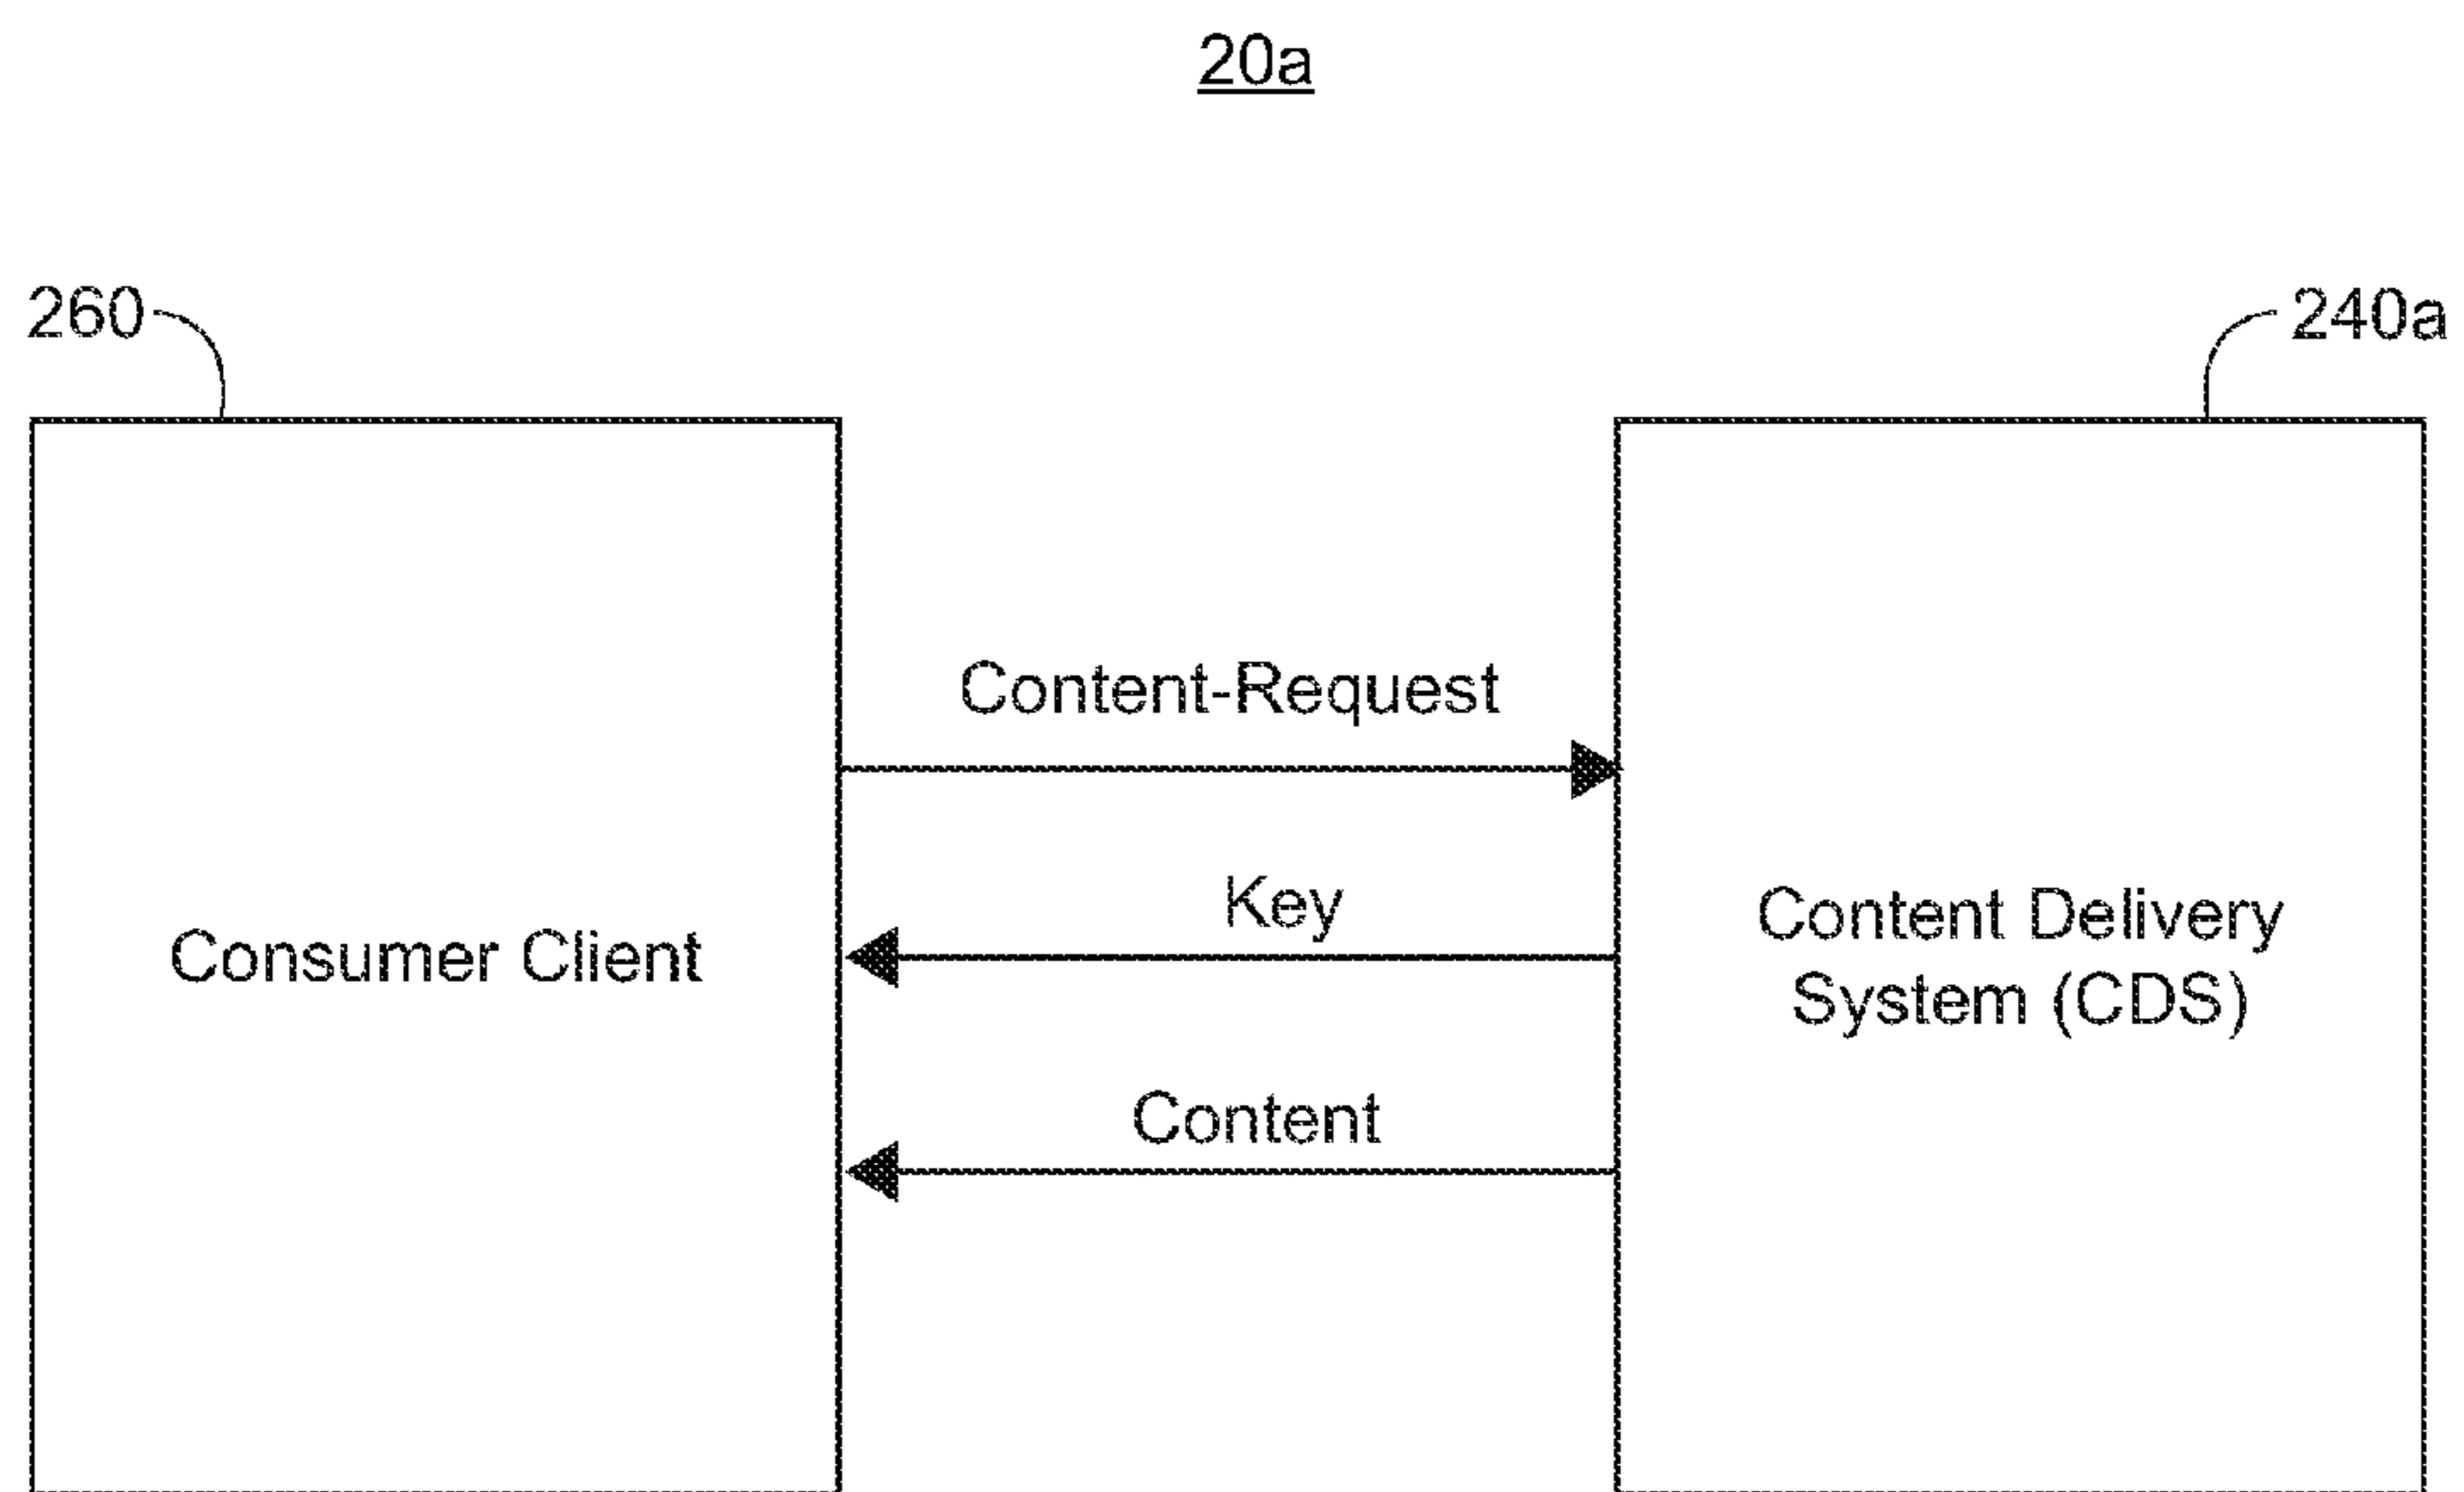 20a
260
240a
Content-Request
Key
Consumer Client
Content Delivery
System (CDS)
Content